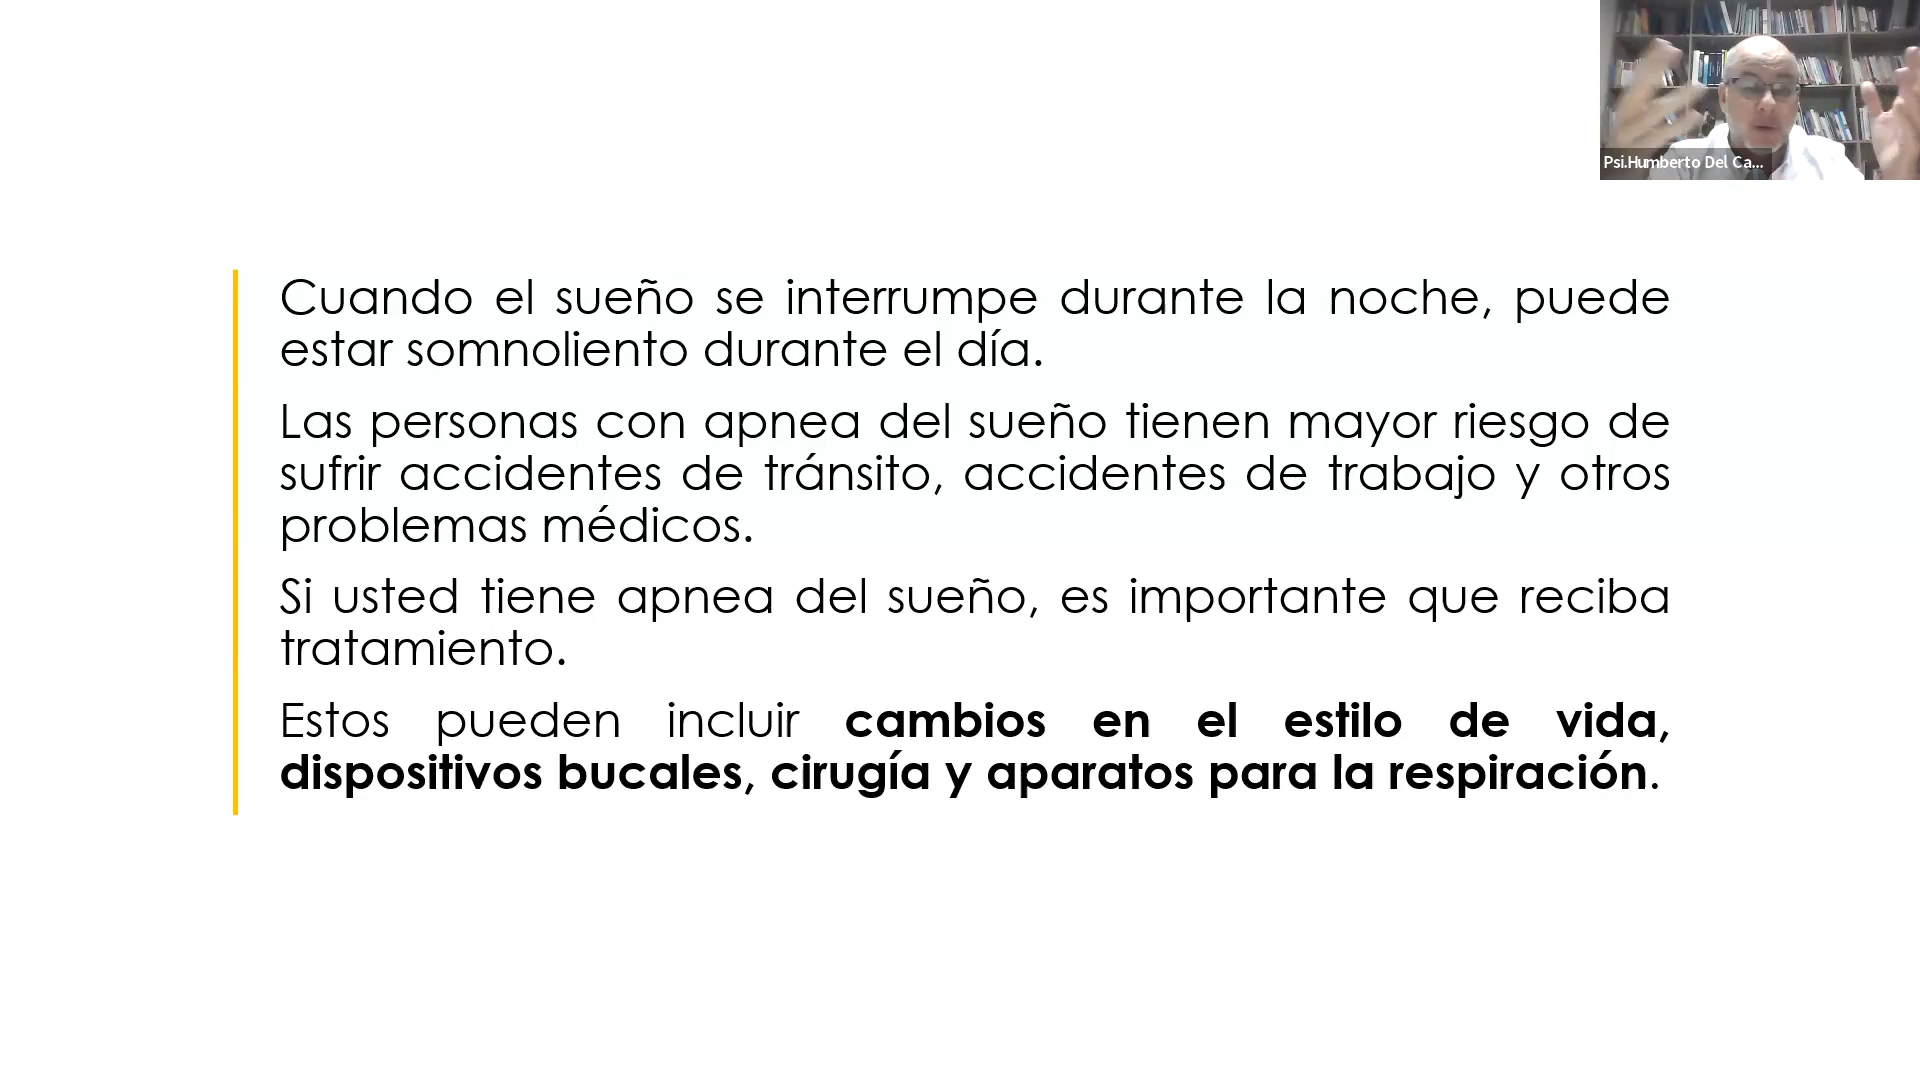 Psi.Humberto Del Ca...
Cuando el sueño se interrumpe durante la noche, puede
estar somnoliento durante el día.
Las personas con apnea del sueño tienen mayor riesgo de
sufrir accidentes de tránsito, accidentes de trabajo y otros
problemas médicos.
Si usted tiene apnea del sueño, es importante que reciba
tratamiento.
Estos pueden incluir cambios en el estilo de vida,
dispositivos bucales, cirugía y aparatos para la respiración.